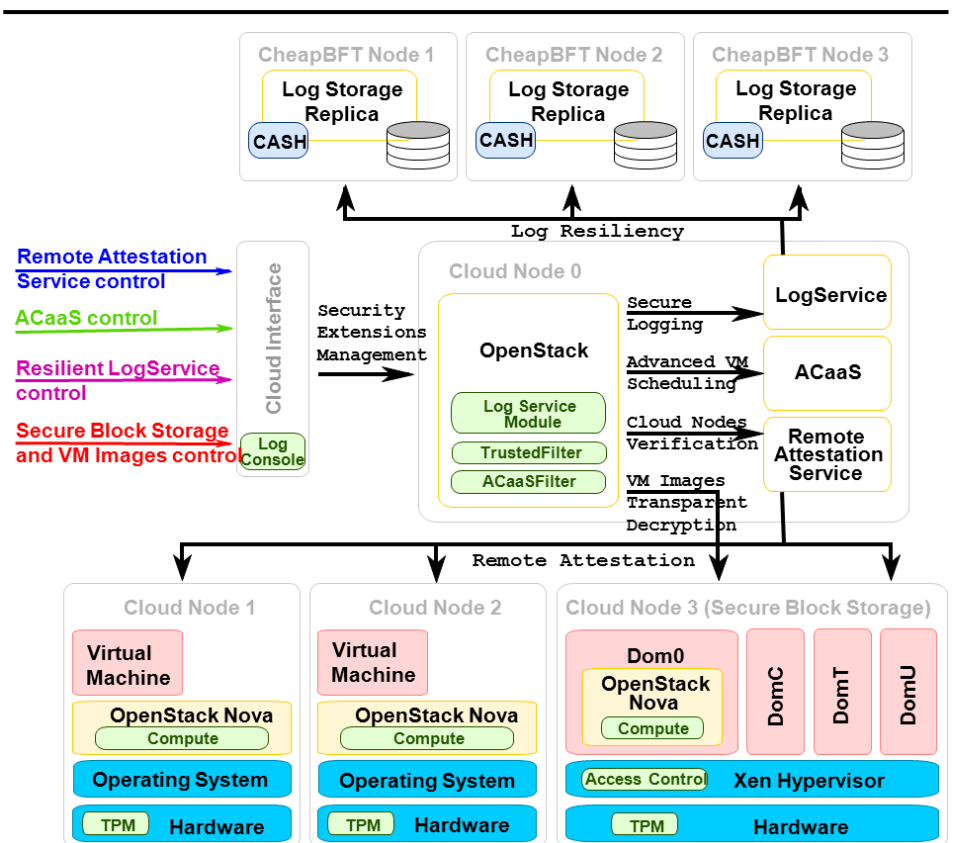 CheapBFT Node 1
Log Storage
Replica
CASH
CheapBFT Node 2
Log Storage
Replica
CASH
CheapBFT Node 3
Log Storage
Replica
CASH
Log Resiliency
Remote Attestation
Service control
ACaaS control
Resilient LogService
control
Secure Block Storage
and VM Images control
Cloud Interface
Log
Console
Security
Extensions
Management
Cloud Node 0
OpenStack
Log Service
Module
TrustedFilter
ACaaSFilter
Secure
Logging
Advanced VM
Scheduling
Cloud Nodes
Verification
VM Images
Transparent
Decryption
LogService
ACaaS
Remote
Attestation
Service
Remote Attestation
Cloud Node 1
Virtual
Machine
OpenStack Nova
Compute
Operating System
TPM
Hardware
Cloud Node 2
Virtual
Machine
OpenStack Nova
Compute
Operating System
TPM
Hardware
Cloud Node 3 (Secure Block Storage)
Dom0
OpenStack
Nova
Compute
DomC
DomT
DomU
Access Control
Xen Hypervisor
TPM
Hardware